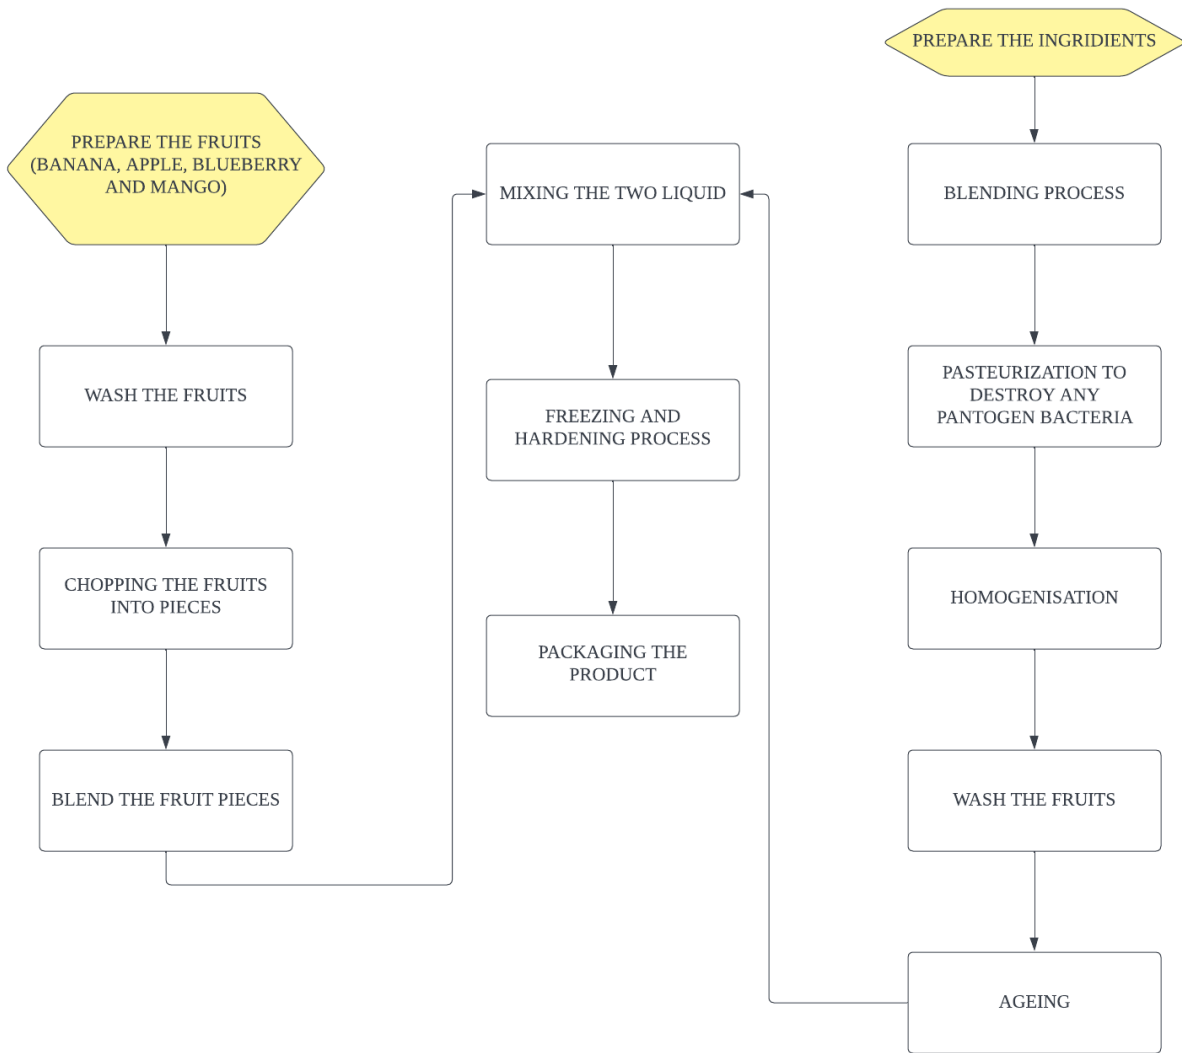 PREPARE THE FRUITS
(BANANA, APPLE, BLUEBERRY
AND MANGO)
WASH THE FRUITS
CHOPPING THE FRUITS
INTO PIECES
BLEND THE FRUIT PIECES
MIXING THE TWO LIQUID
FREEZING AND
HARDENING PROCESS
PACKAGING THE
PRODUCT
PREPARE THE INGRIDIENTS
BLENDING PROCESS
PASTEURIZATION TO
DESTROY ANY
PANTOGEN BACTERIA
HOMOGENISATION
WASH THE FRUITS
AGEING